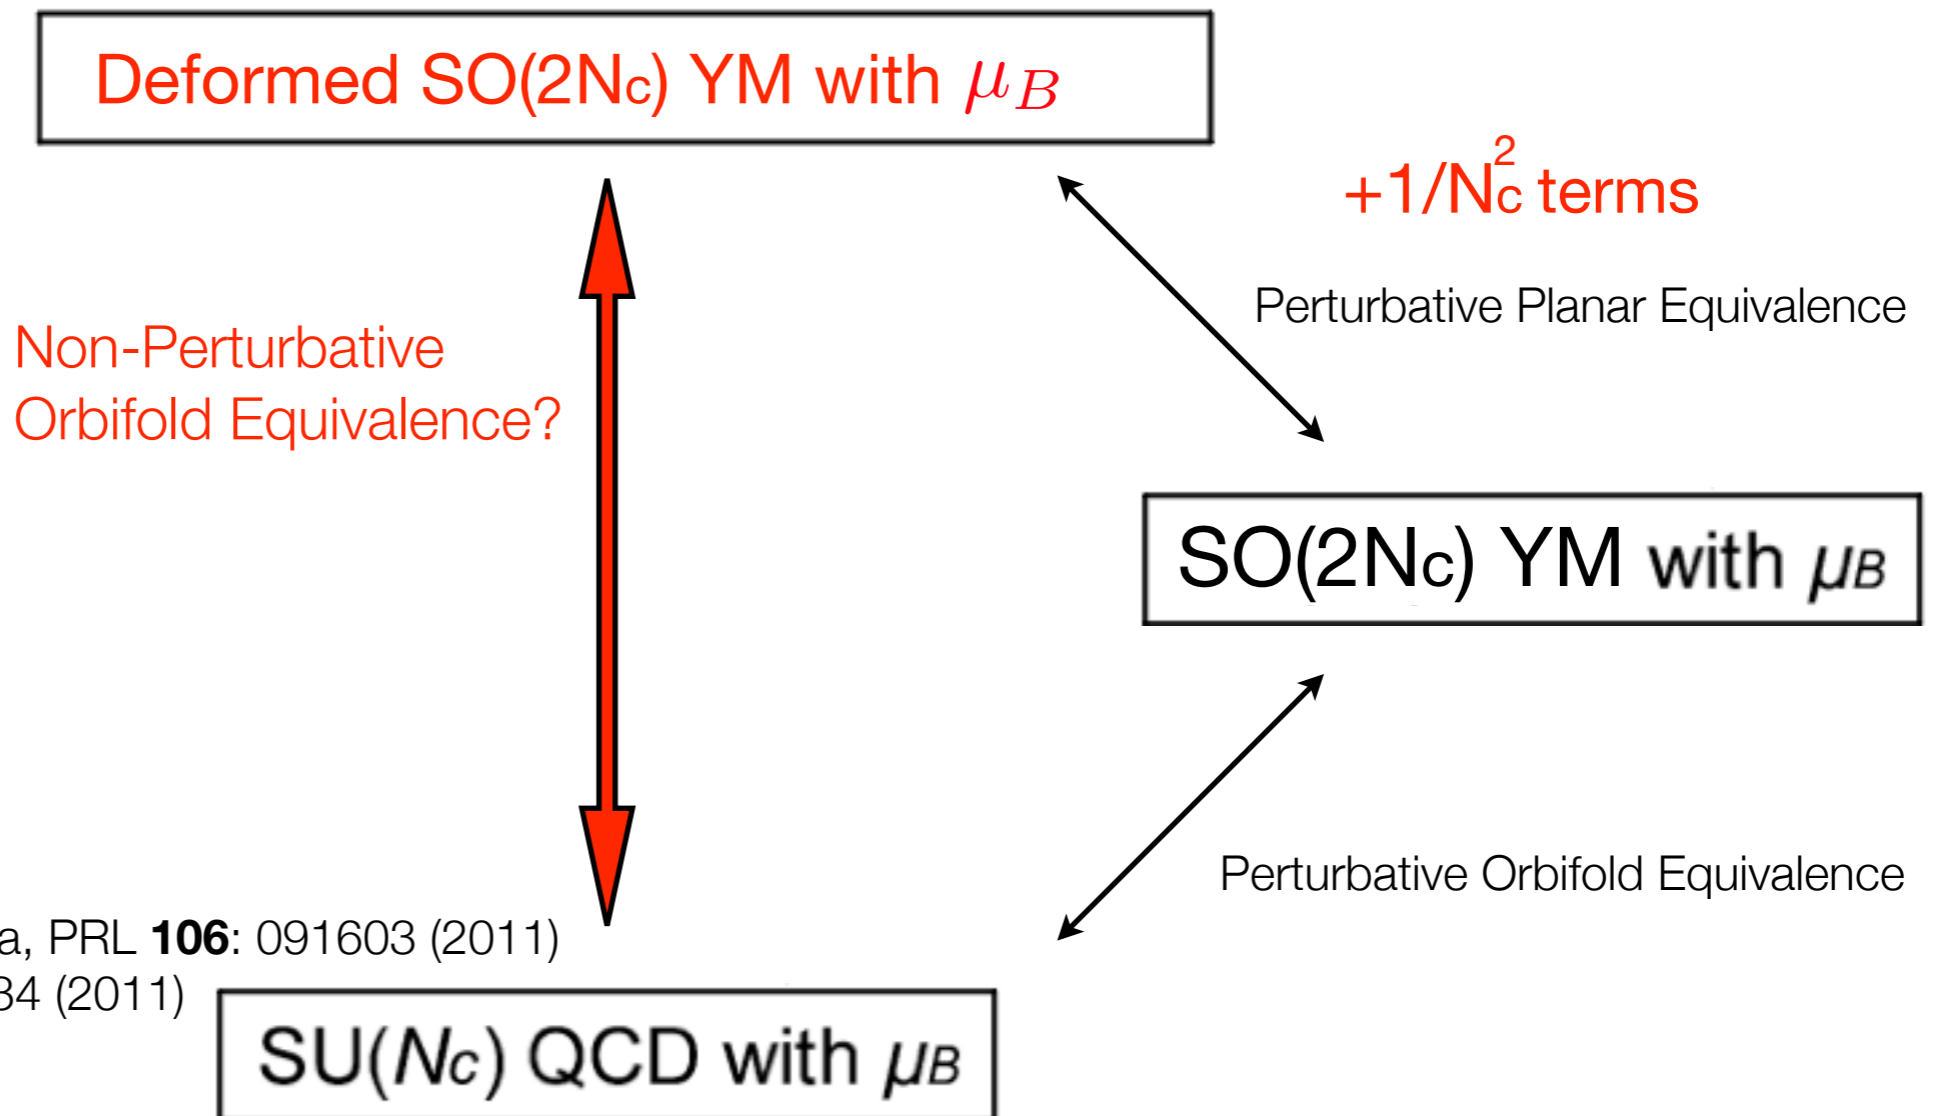 Deformed SO(2Nc) YM with μB
+1/Nc² terms
Perturbative Planar Equivalence
Non-Perturbative
Orbifold Equivalence?
SO(2Nc) YM with μB
Perturbative Orbifold Equivalence
a, PRL 106: 091603 (2011)
34 (2011)
SU(Nc) QCD with μB